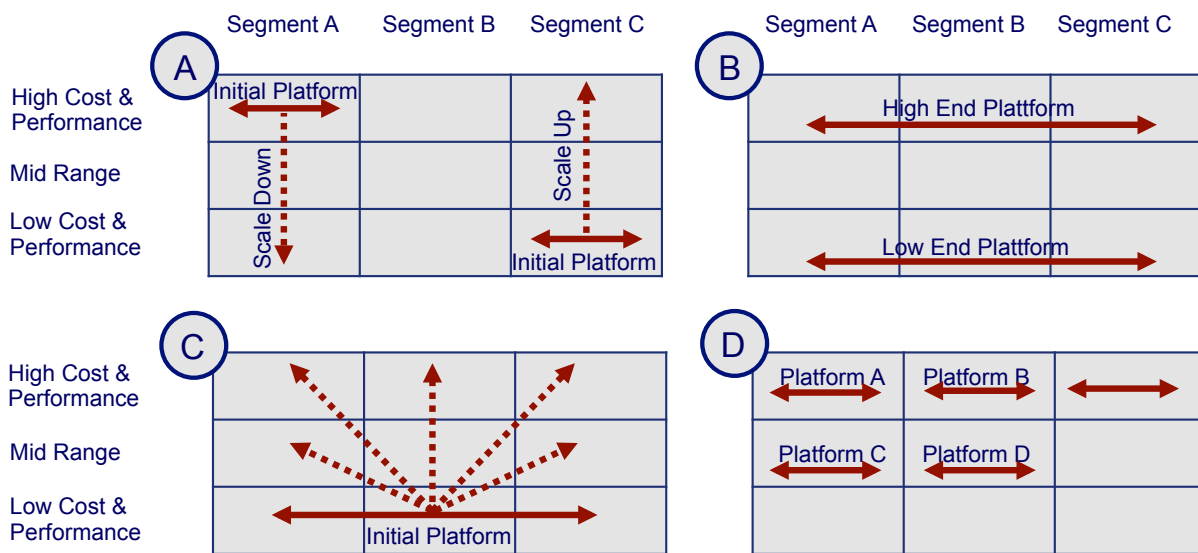 Segment A Segment B Segment C Segment A Segment B Segment C
A
B
High Cost &
Performance
Initial Platform
Scale Down
Scale Up
High End Plattform
Mid Range
Low Cost &
Performance
Initial Platform
Low End Plattform
C
D
High Cost &
Performance
Platform A Platform B
Mid Range
Platform C Platform D
Low Cost &
Performance
Initial Platform